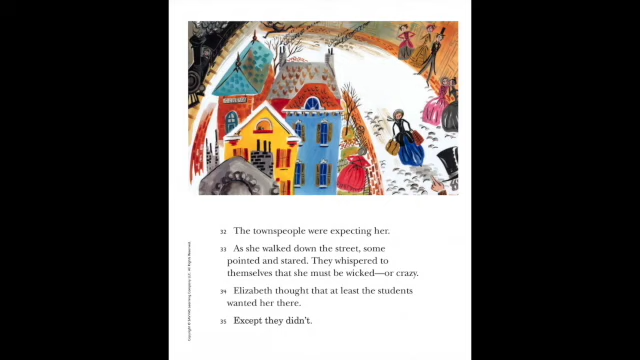 32 The townspeople were expecting her.
33 As she walked down the street, some
pointed and stared. They whispered to
themselves that she must be wicked—or crazy.
34 Elizabeth thought that at least the students
wanted her there.
35 Except they didn't.